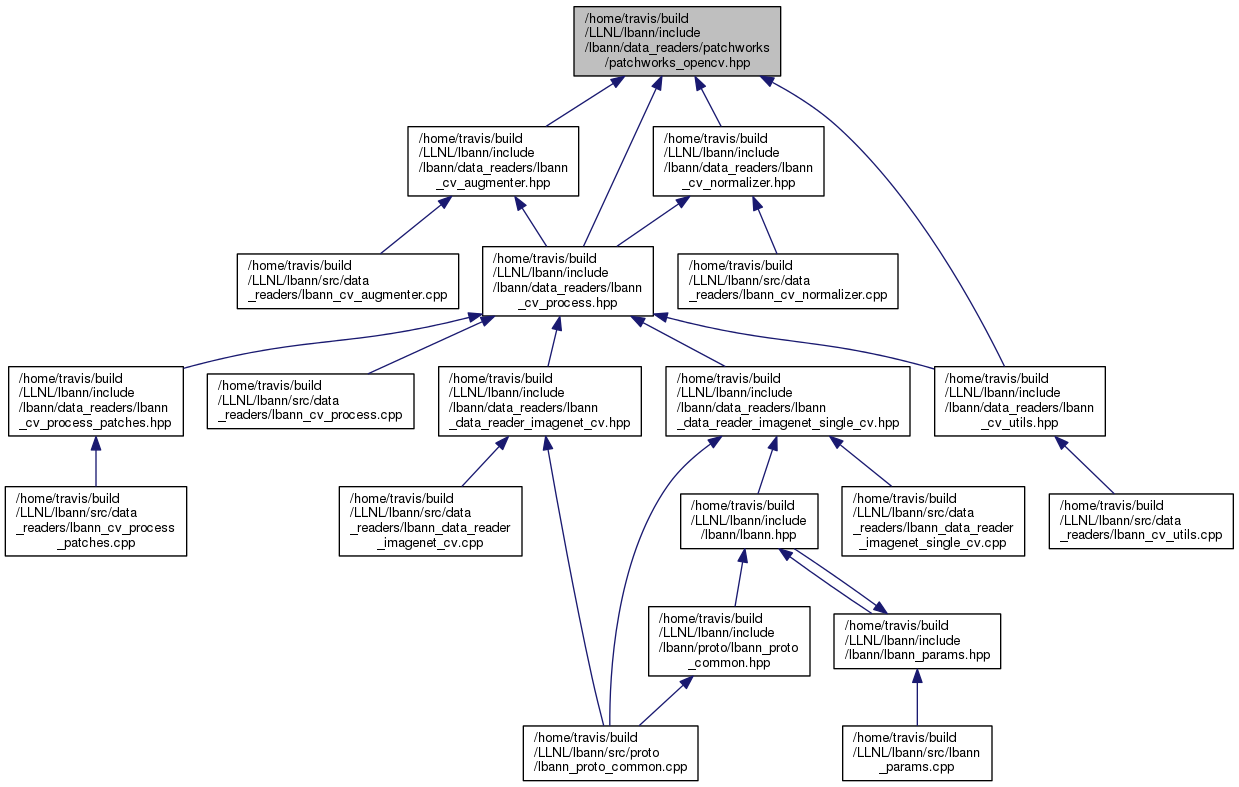 /home/travis/build
/LLNL/lbann/include
/lbann/data_readers/patchworks
/patchworks_opencv.hpp
/home/travis/build
/LLNL/lbann/include
/lbann/data_readers/lbann
_cv_augmenter.hpp
/home/travis/build
/LLNL/lbann/include
/lbann/data_readers/lbann
_cv_normalizer.hpp
/home/travis/build
/LLNL/lbann/src/data
_readers/lbann_cv_augmenter.cpp
/home/travis/build
/LLNL/lbann/include
/lbann/data_readers/lbann
_cv_process.hpp
/home/travis/build
/LLNL/lbann/src/data
_readers/lbann_cv_normalizer.cpp
/home/travis/build
/LLNL/lbann/include
/lbann/data_readers/lbann
_cv_process_patches.hpp
/home/travis/build
/LLNL/lbann/src/data
_readers/lbann_cv_process.cpp
/home/travis/build
/LLNL/lbann/include
/lbann/data_readers/lbann
_data_reader_imagenet_cv.hpp
/home/travis/build
/LLNL/lbann/include
/lbann/data_readers/lbann
_data_reader_imagenet_single_cv.hpp
/home/travis/build
/LLNL/lbann/include
/lbann/data_readers/lbann
_cv_utils.hpp
/home/travis/build
/LLNL/lbann/src/data
_readers/lbann_cv_process
_patches.cpp
/home/travis/build
/LLNL/lbann/src/data
_readers/lbann_data_reader
_imagenet_cv.cpp
/home/travis/build
/LLNL/lbann/include
/lbann/lbann.hpp
/home/travis/build
/LLNL/lbann/src/data
_readers/lbann_data_reader
_imagenet_single_cv.cpp
/home/travis/build
/LLNL/lbann/src/data
_readers/lbann_cv_utils.cpp
/home/travis/build
/LLNL/lbann/include
/lbann/proto/lbann_proto
_common.hpp
/home/travis/build
/LLNL/lbann/include
/lbann/lbann_params.hpp
/home/travis/build
/LLNL/lbann/src/proto
/lbann_proto_common.cpp
/home/travis/build
/LLNL/lbann/src/lbann
_params.cpp